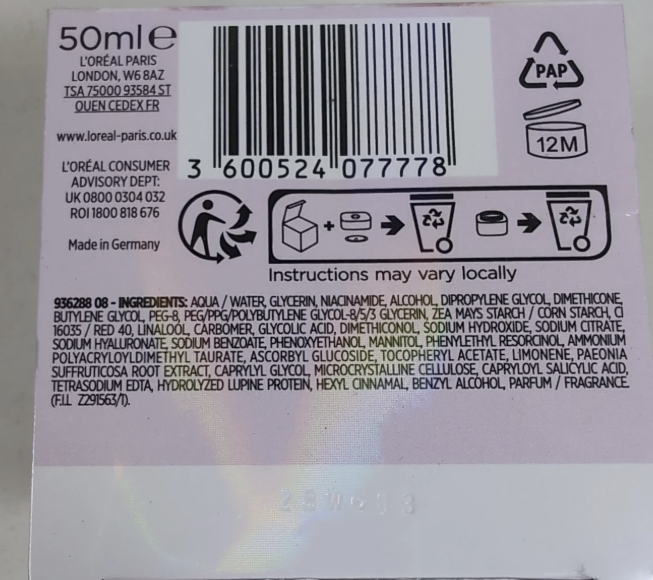 50ml e
L'ORÉAL PARIS
LONDON, W6 8AZ
TSA 75000 93584 ST
OUEN CEDEX FR
www.loreal-paris.co.uk
L'ORÉAL CONSUMER
ADVISORY DEPT:
UK 0800 0304 032
ROI 1800 818 676
Made in Germany
3 600524 077778
PAP
12M
Instructions may vary locally
936288 08 - INGREDIENTS: AQUA / WATER, GLYCERIN, NIACINAMIDE, ALCOHOL, DIPROPYLENE GLYCOL, DIMETHICONE,
BUTYLENE GLYCOL, PEG-8, PEG/PPG/POLYBUTYLENE GLYCOL-8/5/3 GLYCERIN, ZEA MAYS STARCH / CORN STARCH, CI
16035 / RED 40, LINALOOL, CARBOMER, GLYCOLIC ACID, DIMETHICONOL, SODIUM HYDROXIDE, SODIUM CITRATE,
SODIUM HYALURONATE, SODIUM BENZOATE, PHENOXYETHANOL, MANNITOL, PHENYLETHYL RESORCINOL, AMMONIUM
POLYACRYLOYLDIMETHYL TAURATE, ASCORBYL GLUCOSIDE, TOCOPHERYL ACETATE, LIMONENE, PAEONIA
SUFFRUTICOSA ROOT EXTRACT, CAPRYLYL GLYCOL, MICROCRYSTALLINE CELLULOSE, CAPRYLOYL SALICYLIC ACID,
TETRASODIUM EDTA, HYDROLYZED LUPINE PROTEIN, HEXYL CINNAMAL, BENZYL ALCOHOL, PARFUM / FRAGRANCE.
(F.I.L. Z291563/1).